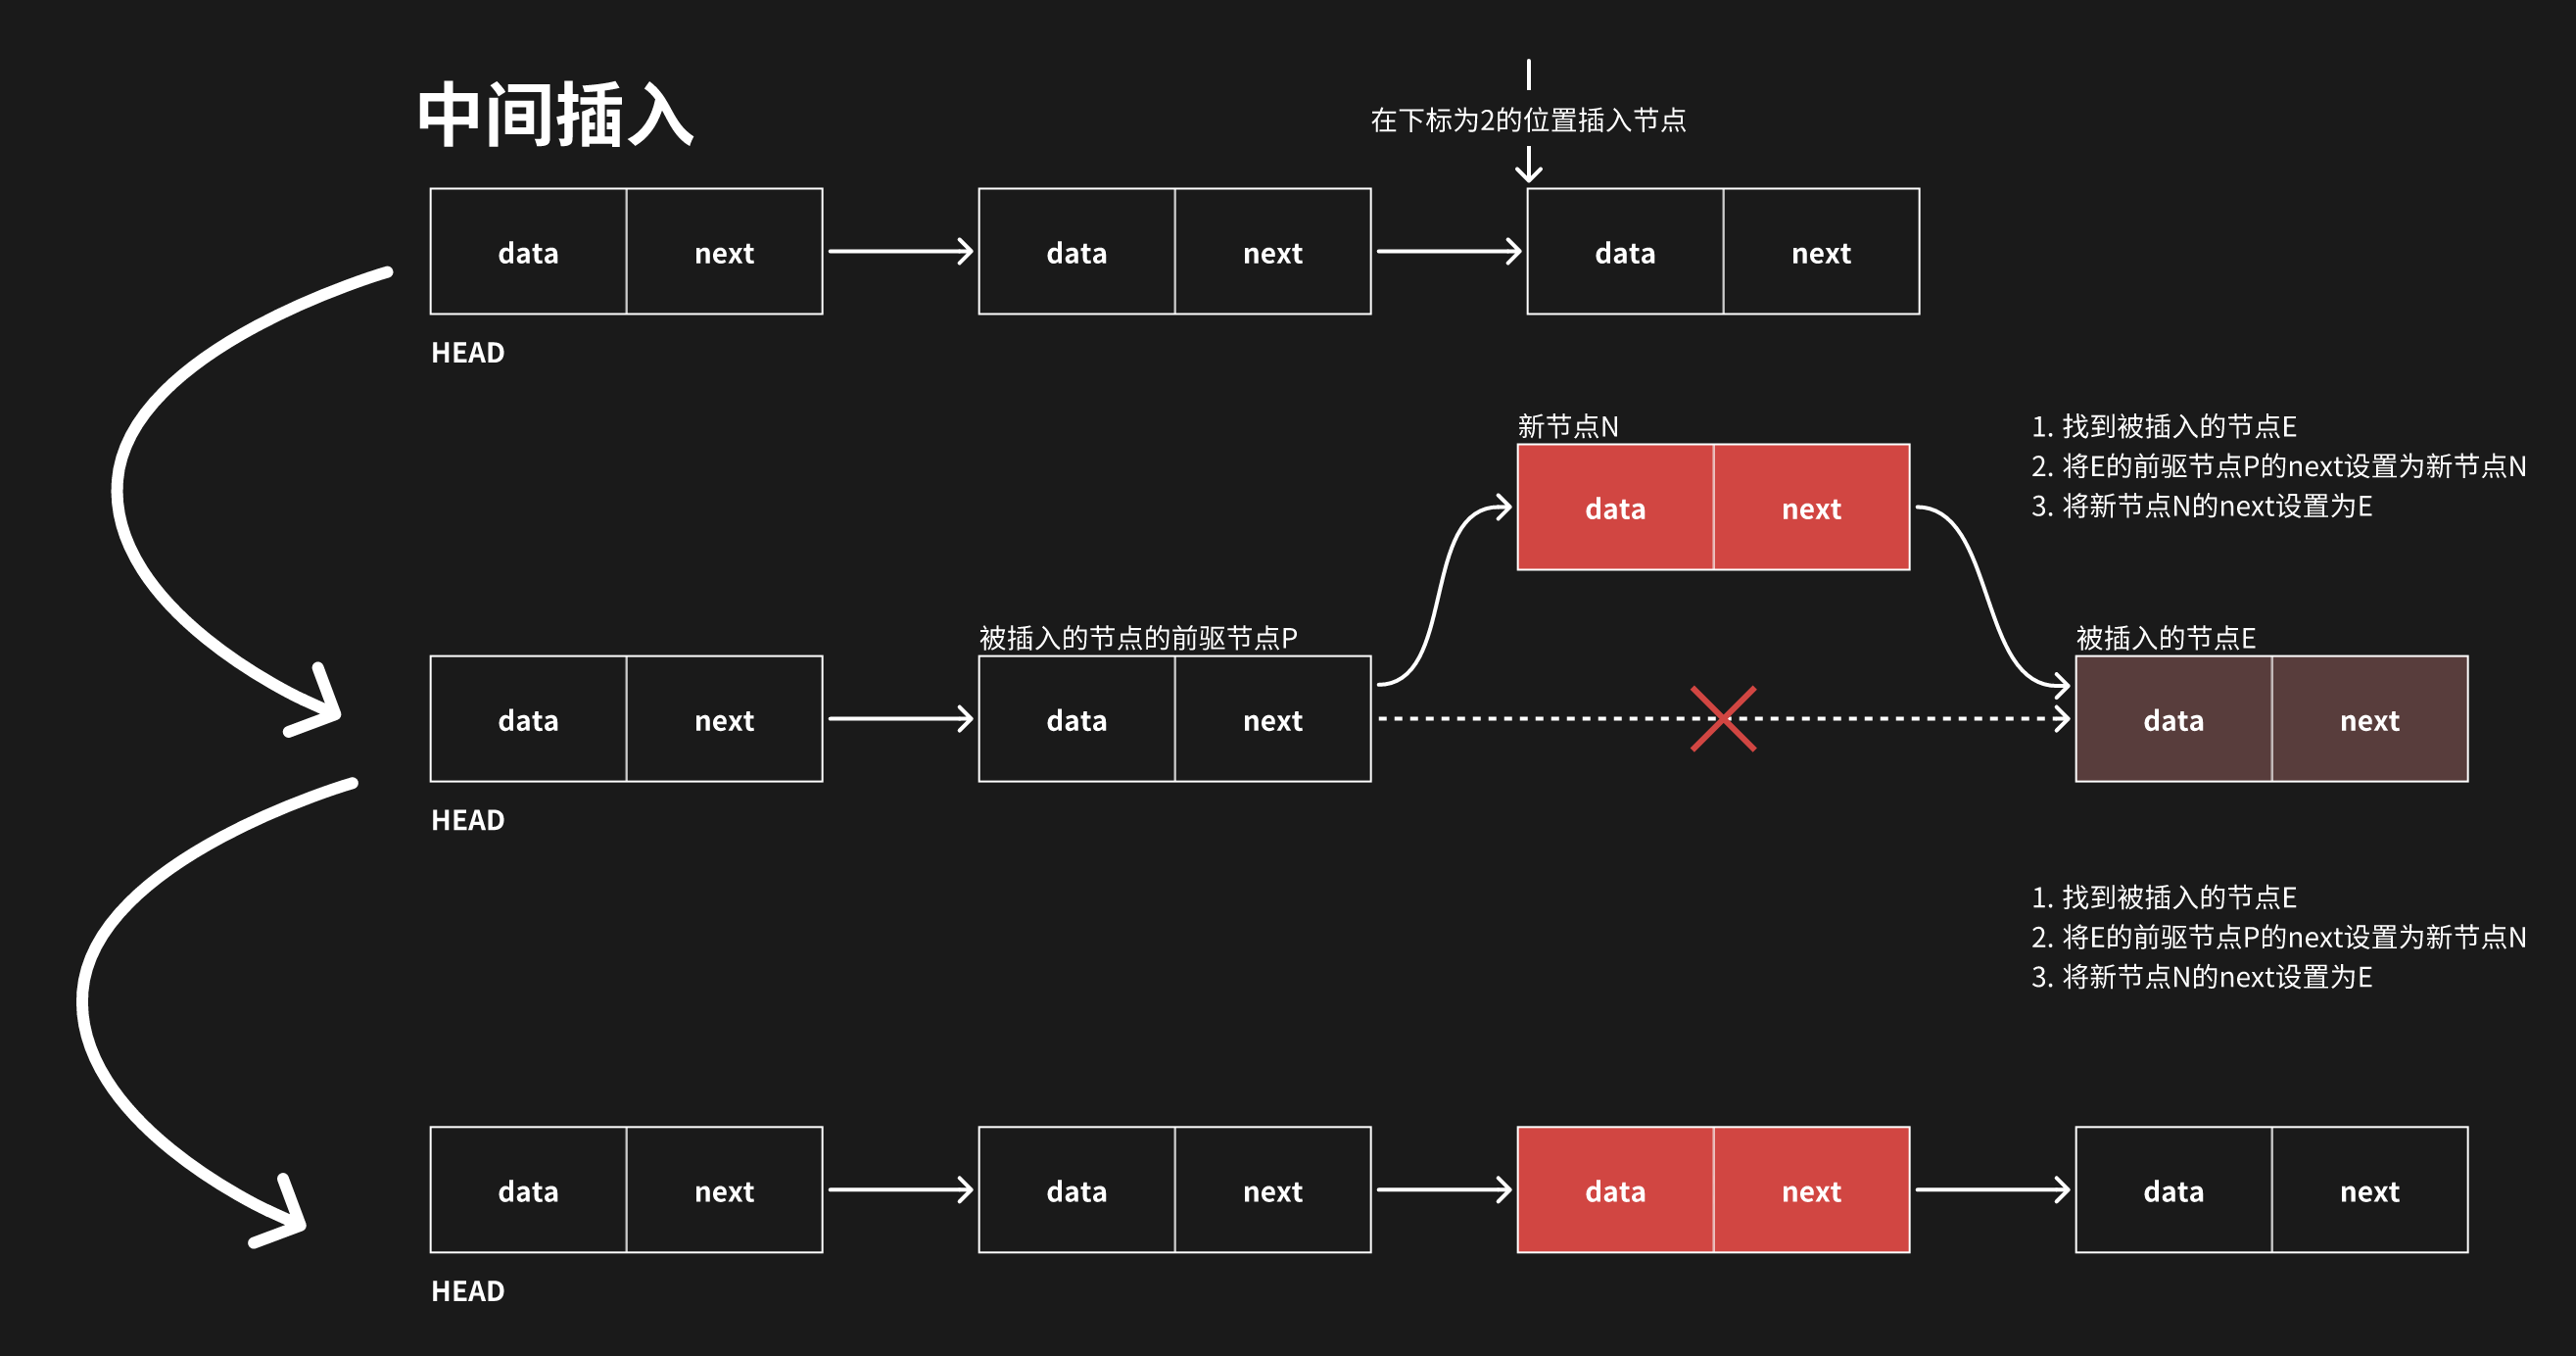 中间插入
在下标为2的位置插入节点
data next data next data next
HEAD
新节点N
1. 找到被插入的节点E
2. 将E的前驱节点P的next设置为新节点N
3. 将新节点N的next设置为E
data next
被插入的节点的前驱节点P
被插入的节点E
data next data next data next
HEAD
1. 找到被插入的节点E
2. 将E的前驱节点P的next设置为新节点N
3. 将新节点N的next设置为E
data next data next data next data next
HEAD